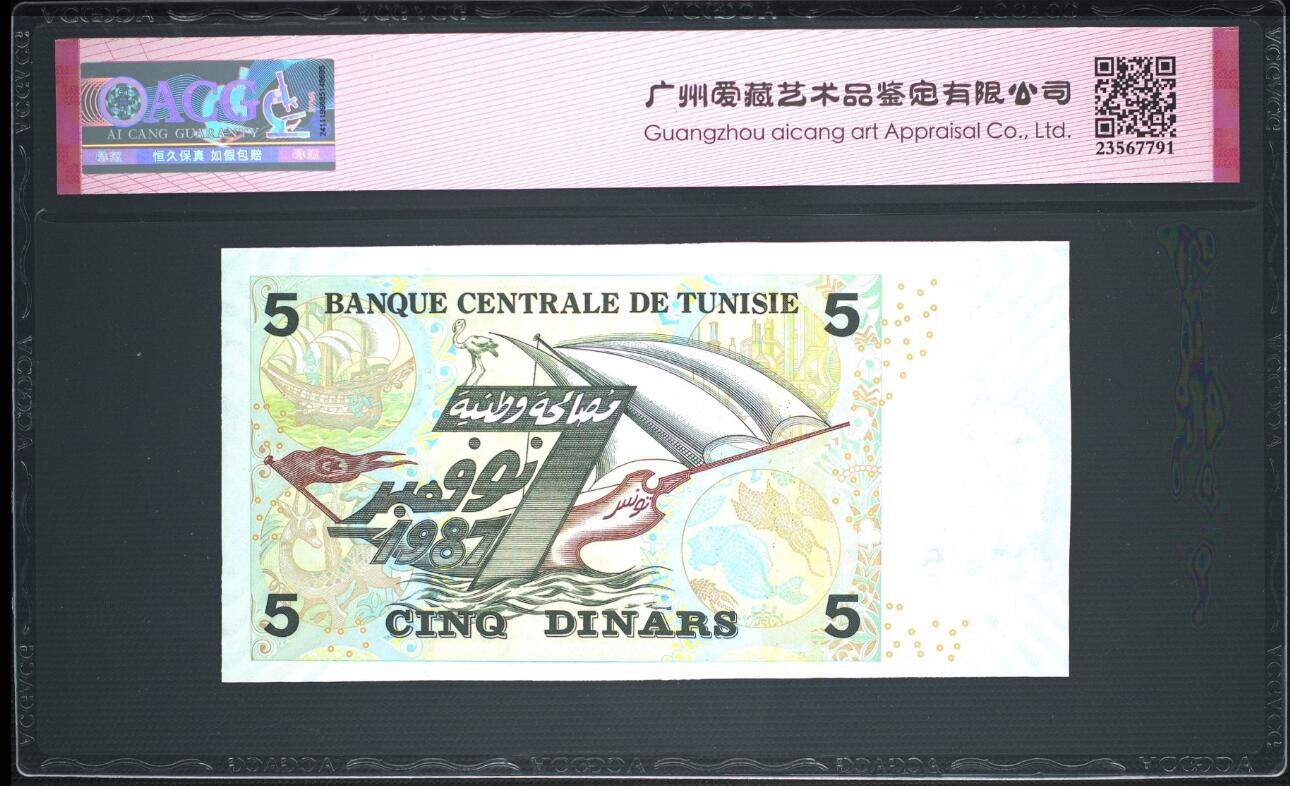 ACG
AI CANG GUARANTY
恒久保真 如假包赔
广州爱藏艺术品鉴定有限公司
Guangzhou aicang art Appraisal Co., Ltd.
23567791
5 BANQUE CENTRALE DE TUNISIE 5
مصالحة وطنية
7
نوفمبر
1987
تونس
5 CINQ DINARS 5